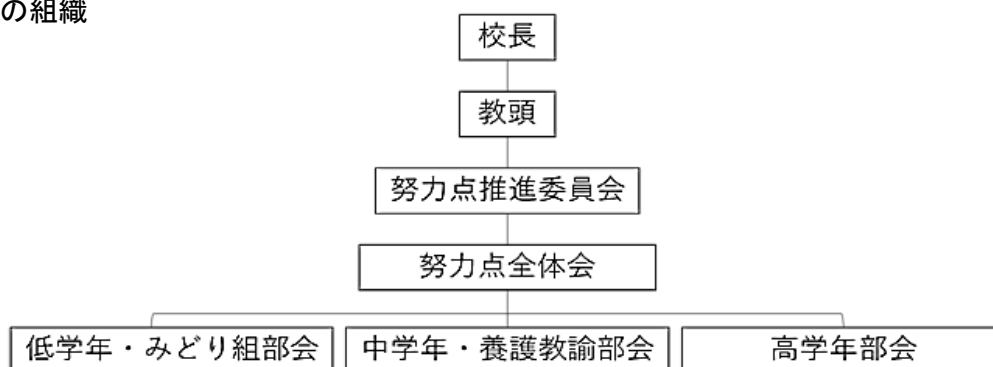 の組織
校長
教頭
努力点推進委員会
努力点全体会
低学年・みどり組部会
中学年・養護教諭部会
高学年部会